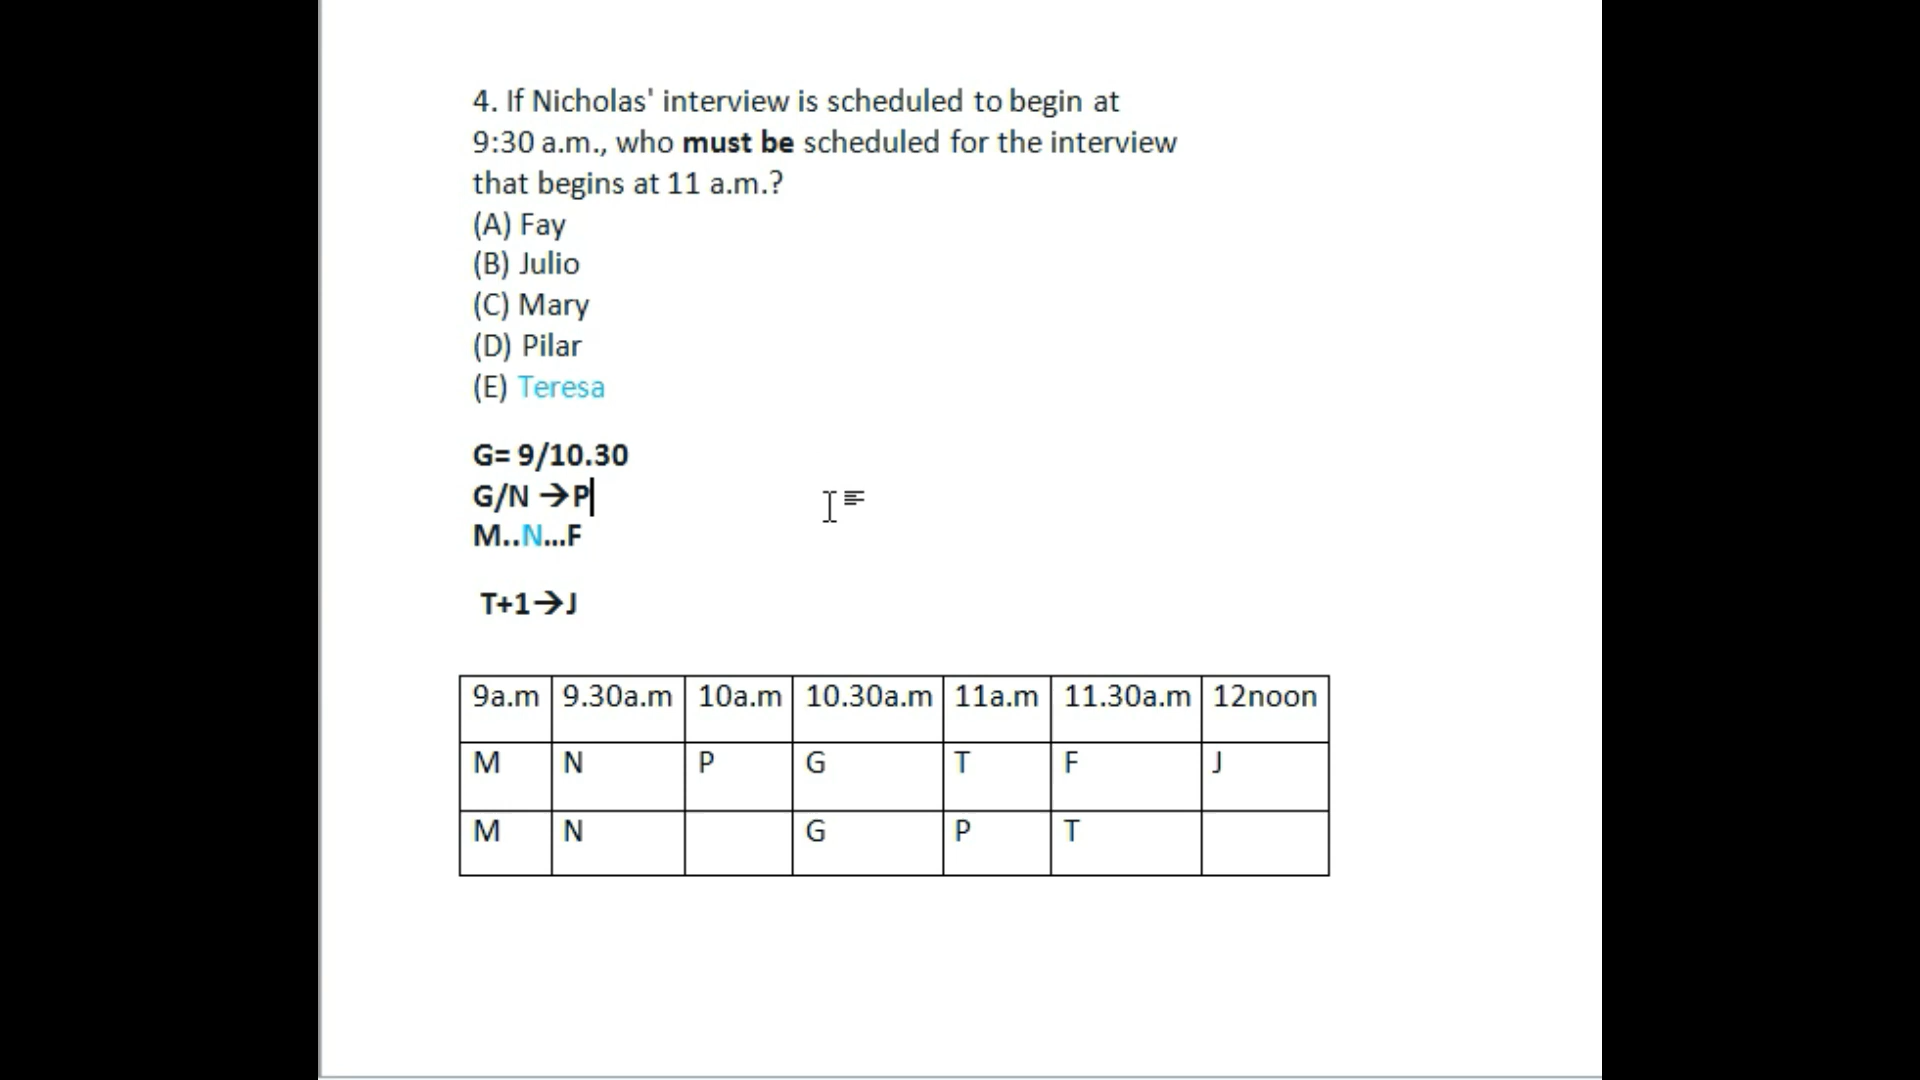 4. If Nicholas' interview is scheduled to begin at
9:30 a.m., who must be scheduled for the interview
that begins at 11 a.m.?
(A) Fay
(B) Julio
(C) Mary
(D) Pilar
(E) Teresa
G= 9/10.30
G/N →P
M..N...F
T+1→J
9a.m 9.30a.m 10a.m 10.30a.m 11a.m 11.30a.m 12noon
M N P G T F J
M N G P T